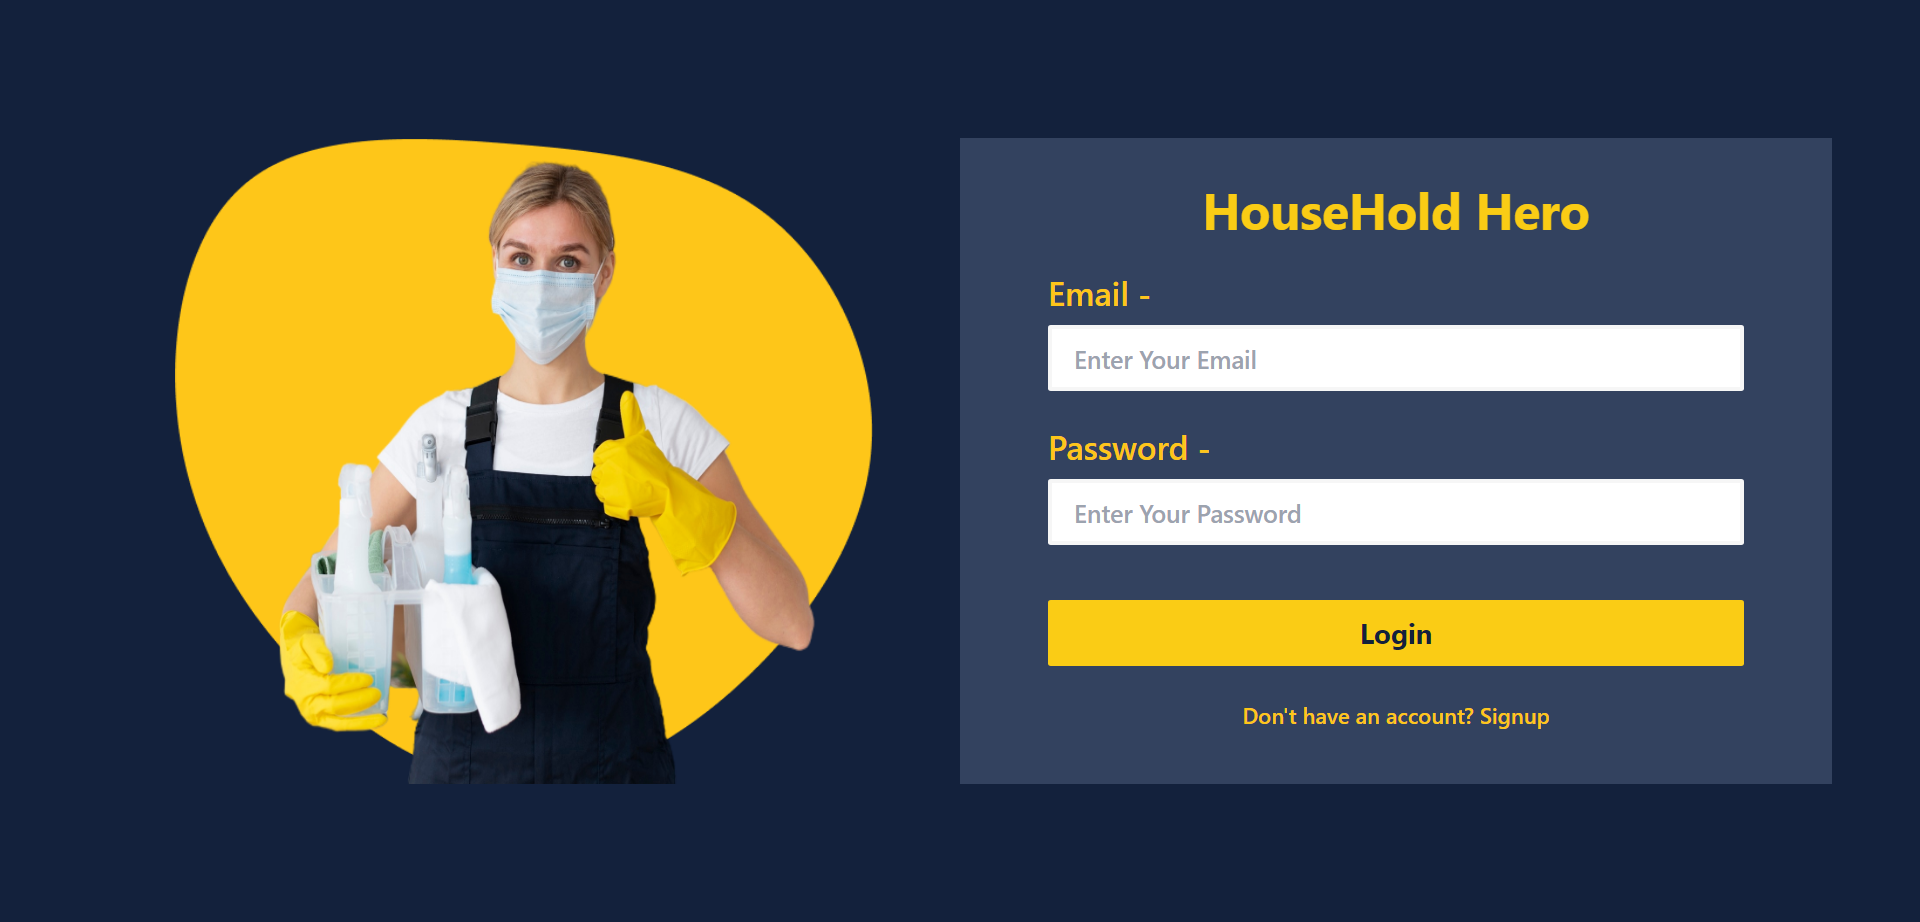 HouseHold Hero
Email -
Enter Your Email
Password -
Enter Your Password
Login
Don't have an account? Signup